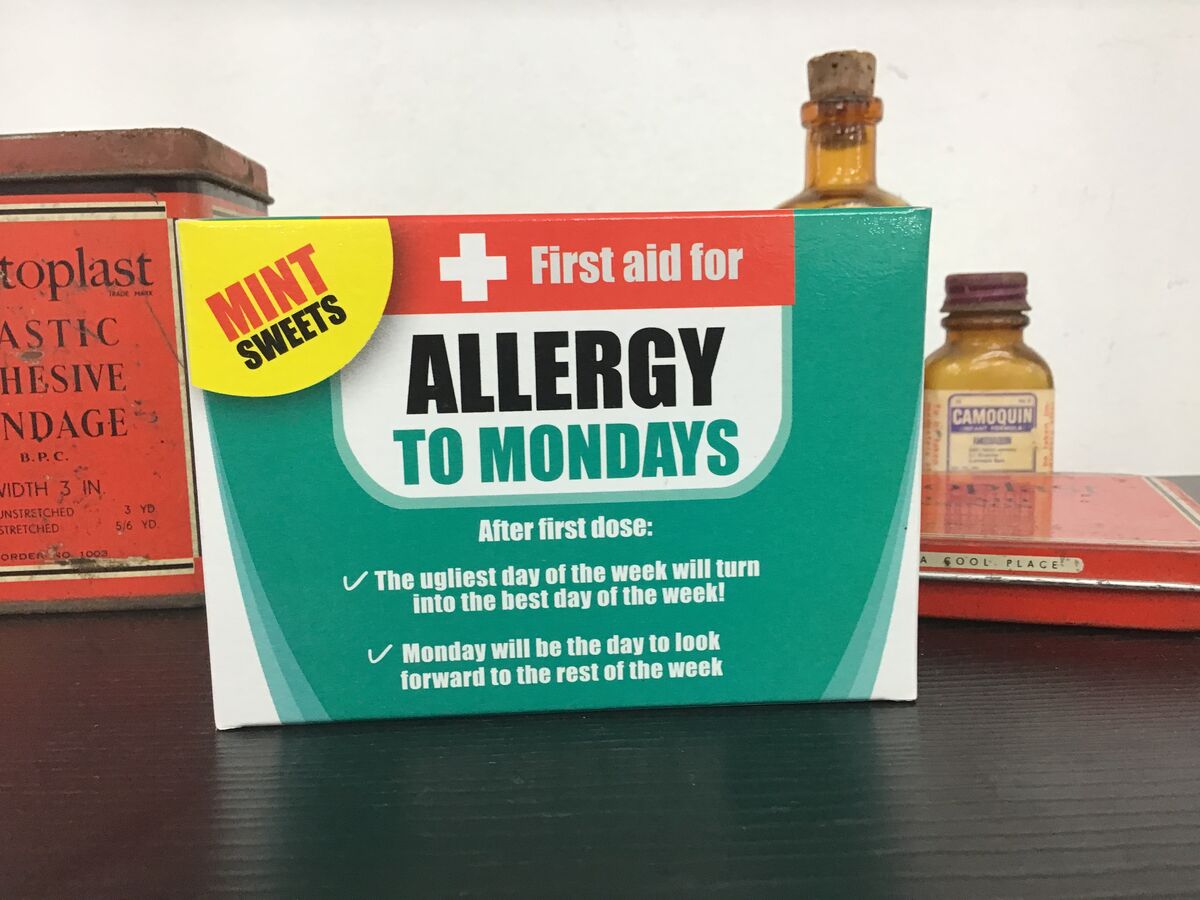 MINT
SWEETS
First aid for
ALLERGY
TO MONDAYS
After first dose:
✓ The ugliest day of the week will turn
into the best day of the week!
✓ Monday will be the day to look
forward to the rest of the week
toplast
TRADE MARK
ASTIC
HESIVE
NDAGE
B.P.C.
WIDTH 3 IN.
UNSTRETCHED 3 YD.
STRETCHED 5/6 YD.
ORDER NO. 1003
CAMOQUIN
INFANT FORMULA
A COOL PLACE